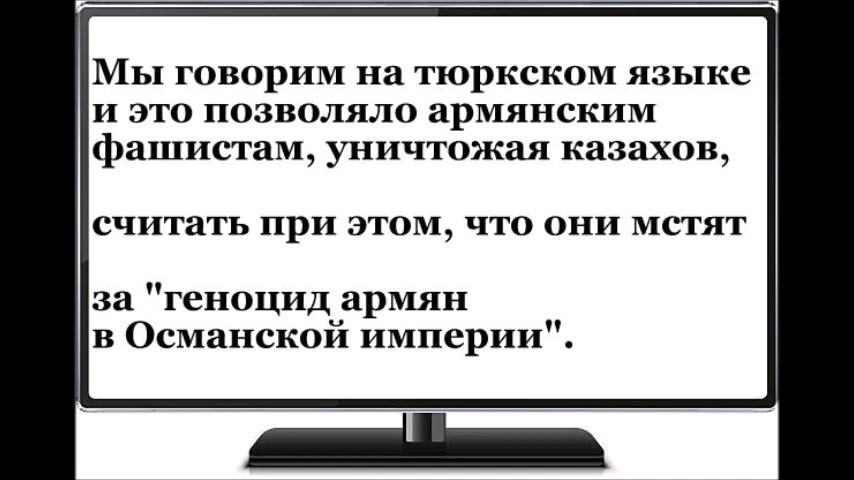 Мы говорим на тюркском языке
и это позволяло армянским
фашистам, уничтожая казахов,
считать при этом, что они мстят
за "геноцид армян
в Османской империи".